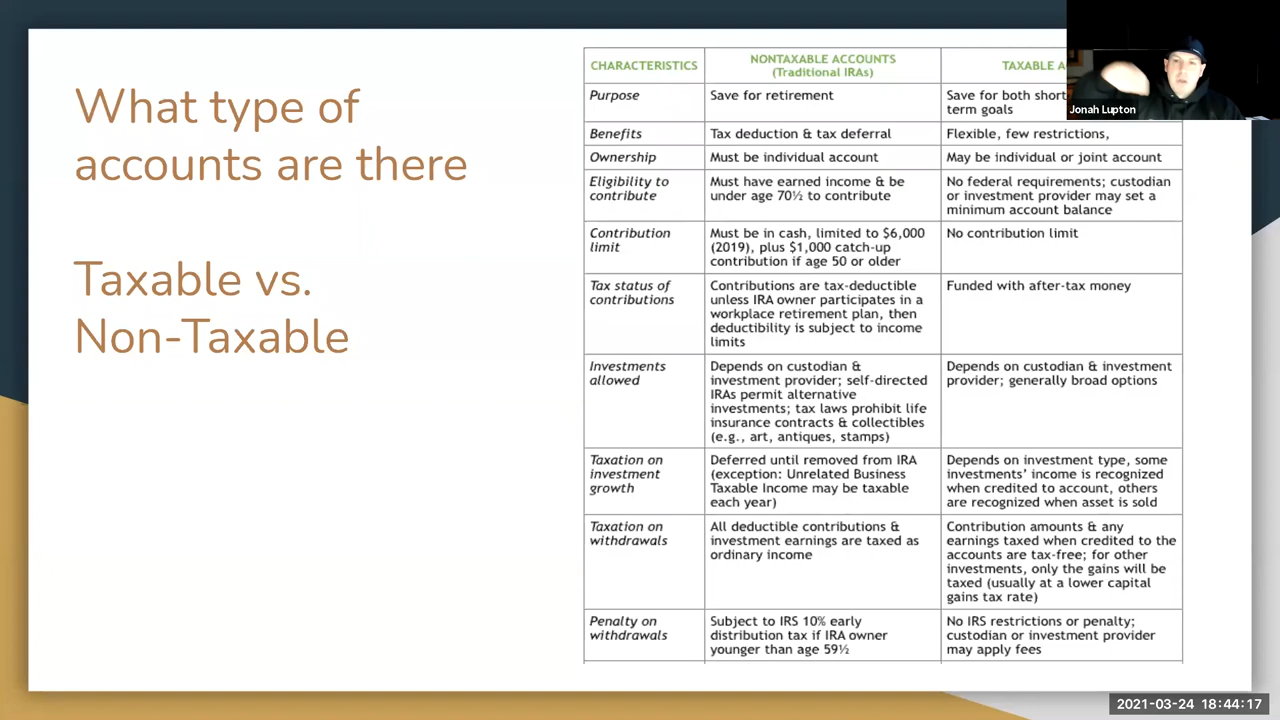 What type of
accounts are there
Taxable vs.
Non-Taxable
CHARACTERISTICS
NONTAXABLE ACCOUNTS
(Traditional IRAs)
TAXABLE A
Purpose
Save for retirement
Save for both short
term goals
Benefits
Tax deduction & tax deferral
Flexible, few restrictions,
Ownership
Must be individual account
May be individual or joint account
Eligibility to
contribute
Must have earned income & be
under age 70½ to contribute
No federal requirements; custodian
or investment provider may set a
minimum account balance
Contribution
limit
Must be in cash, limited to $6,000
(2019), plus $1,000 catch-up
contribution if age 50 or older
No contribution limit
Tax status of
contributions
Contributions are tax-deductible
unless IRA owner participates in a
workplace retirement plan, then
deductibility is subject to income
limits
Funded with after-tax money
Investments
allowed
Depends on custodian &
investment provider; self-directed
IRAs permit alternative
investments; tax laws prohibit life
insurance contracts & collectibles
(e.g., art, antiques, stamps)
Depends on custodian & investment
provider; generally broad options
Taxation on
investment
growth
Deferred until removed from IRA
(exception: Unrelated Business
Taxable Income may be taxable
each year)
Depends on investment type, some
investments' income is recognized
when credited to account, others
are recognized when asset is sold
Taxation on
withdrawals
All deductible contributions &
investment earnings are taxed as
ordinary income
Contribution amounts & any
earnings taxed when credited to the
accounts are tax-free; for other
investments, only the gains will be
taxed (usually at a lower capital
gains tax rate)
Penalty on
withdrawals
Subject to IRS 10% early
distribution tax if IRA owner
younger than age 59½
No IRS restrictions or penalty;
custodian or investment provider
may apply fees
Jonah Lupton
2021-03-24 18:44:17